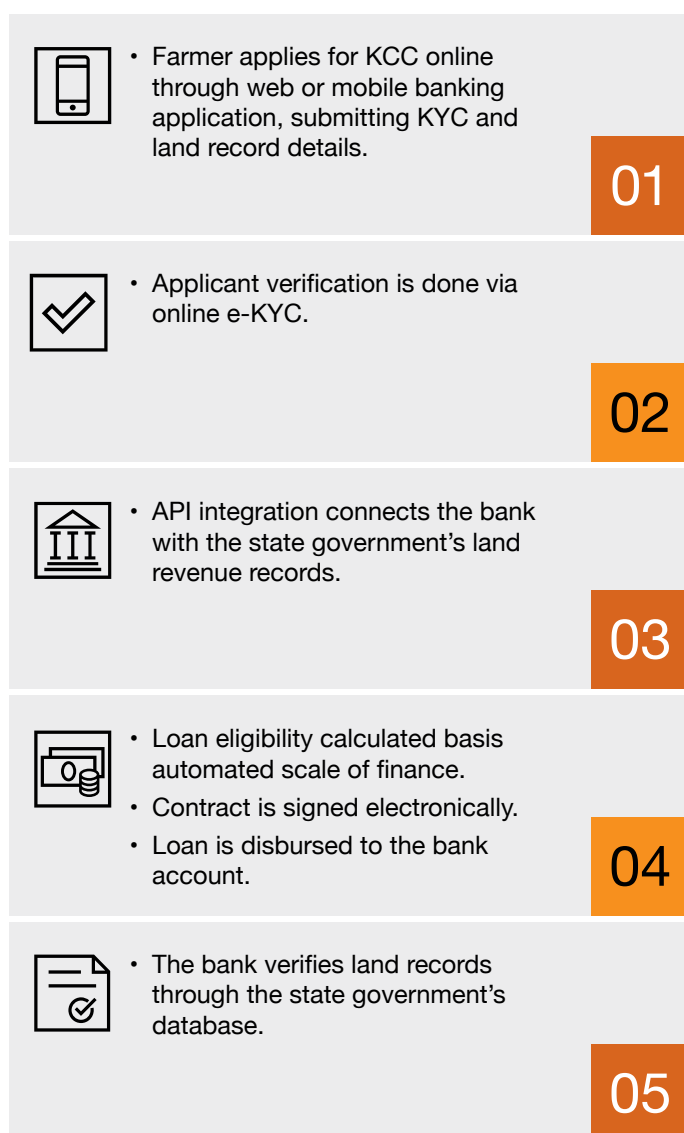 • Farmer applies for KCC online
through web or mobile banking
application, submitting KYC and
land record details.
01
• Applicant verification is done via
online e-KYC.
02
• API integration connects the bank
with the state government’s land
revenue records.
03
• Loan eligibility calculated basis
automated scale of finance.
• Contract is signed electronically.
• Loan is disbursed to the bank
account.
04
• The bank verifies land records
through the state government’s
database.
05